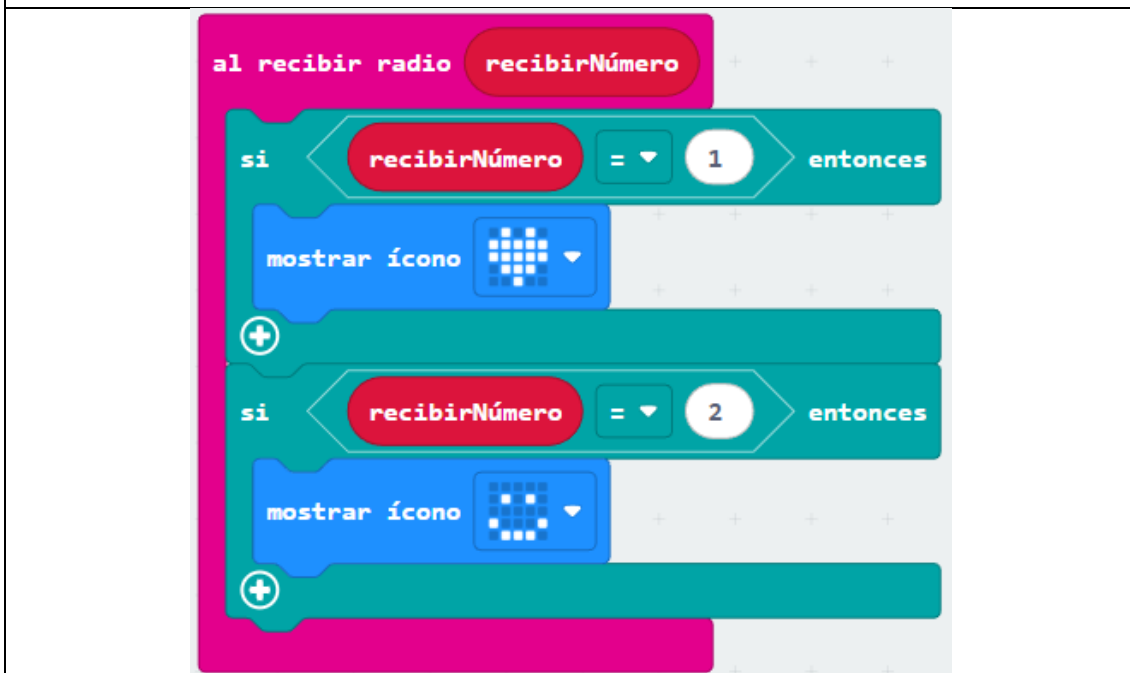 al recibir radio recibirNúmero
si recibirNúmero = 1 entonces
mostrar ícono
si recibirNúmero = 2 entonces
mostrar ícono